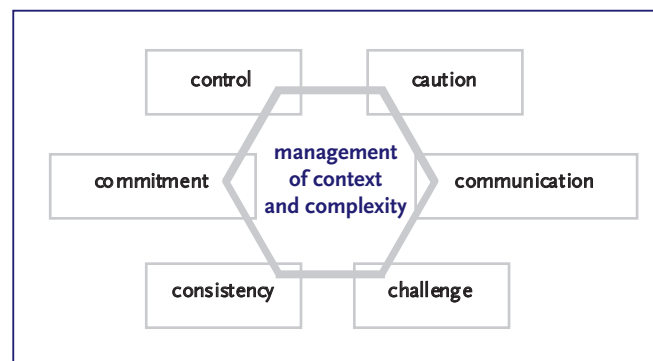 control
caution
management
of context
and complexity
commitment
communication
consistency
challenge